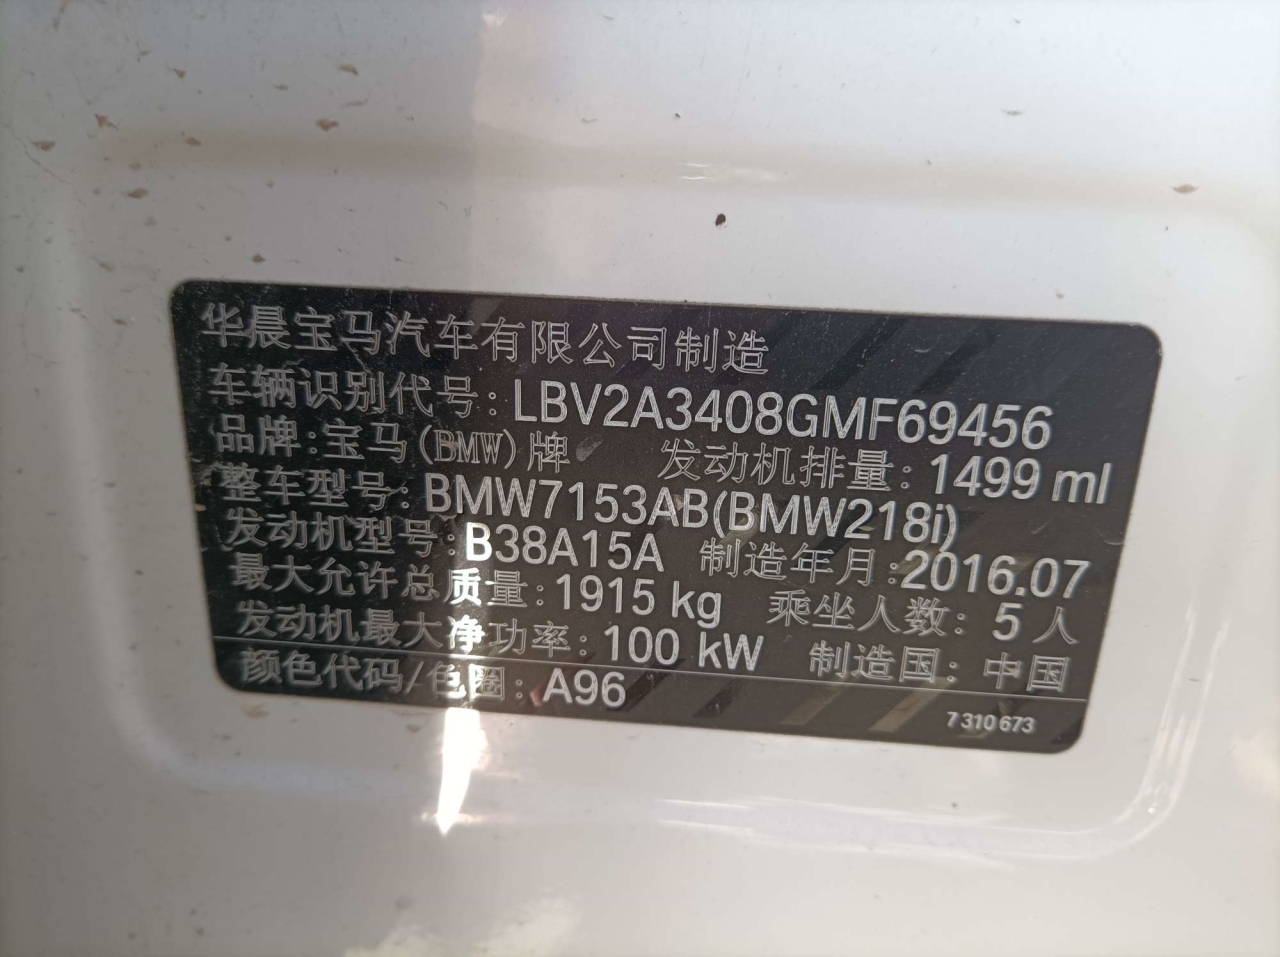 华晨宝马汽车有限公司制造
车辆识别代号: LBV2A3408GMF69456
品牌:宝马(BMW)牌 发动机排量: 1499 ml
整车型号: BMW7153AB(BMW218i)
发动机型号: B38A15A 制造年月:2016.07
最大允许总质量: 1915 kg 乘坐人数: 5 人
发动机最大净功率: 100 kW 制造国: 中国
颜色代码/色圈: A96
7 310 673